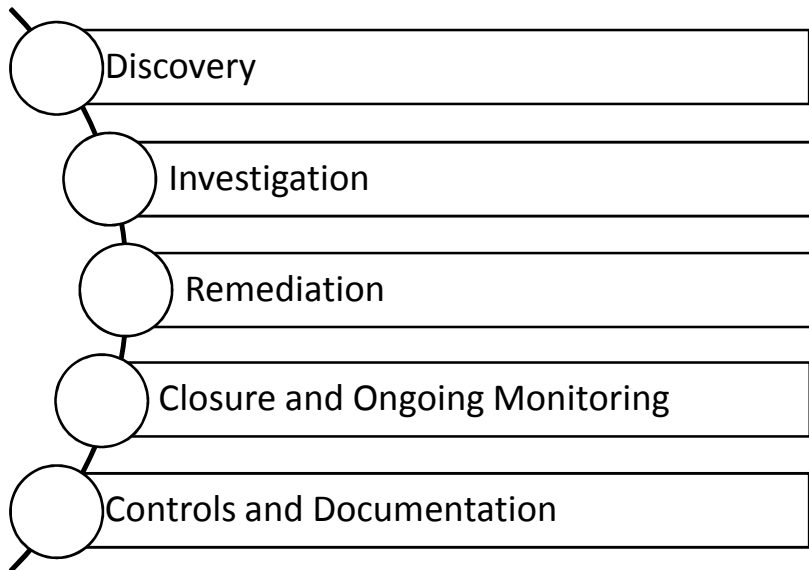 Discovery
Investigation
Remediation
Closure and Ongoing Monitoring
Controls and Documentation